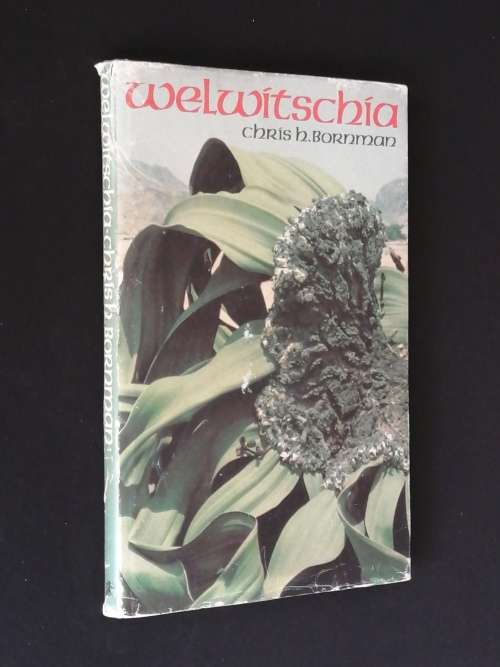 welwitschia
chris h. Bornman
welwitschia·chris h. Bornman: